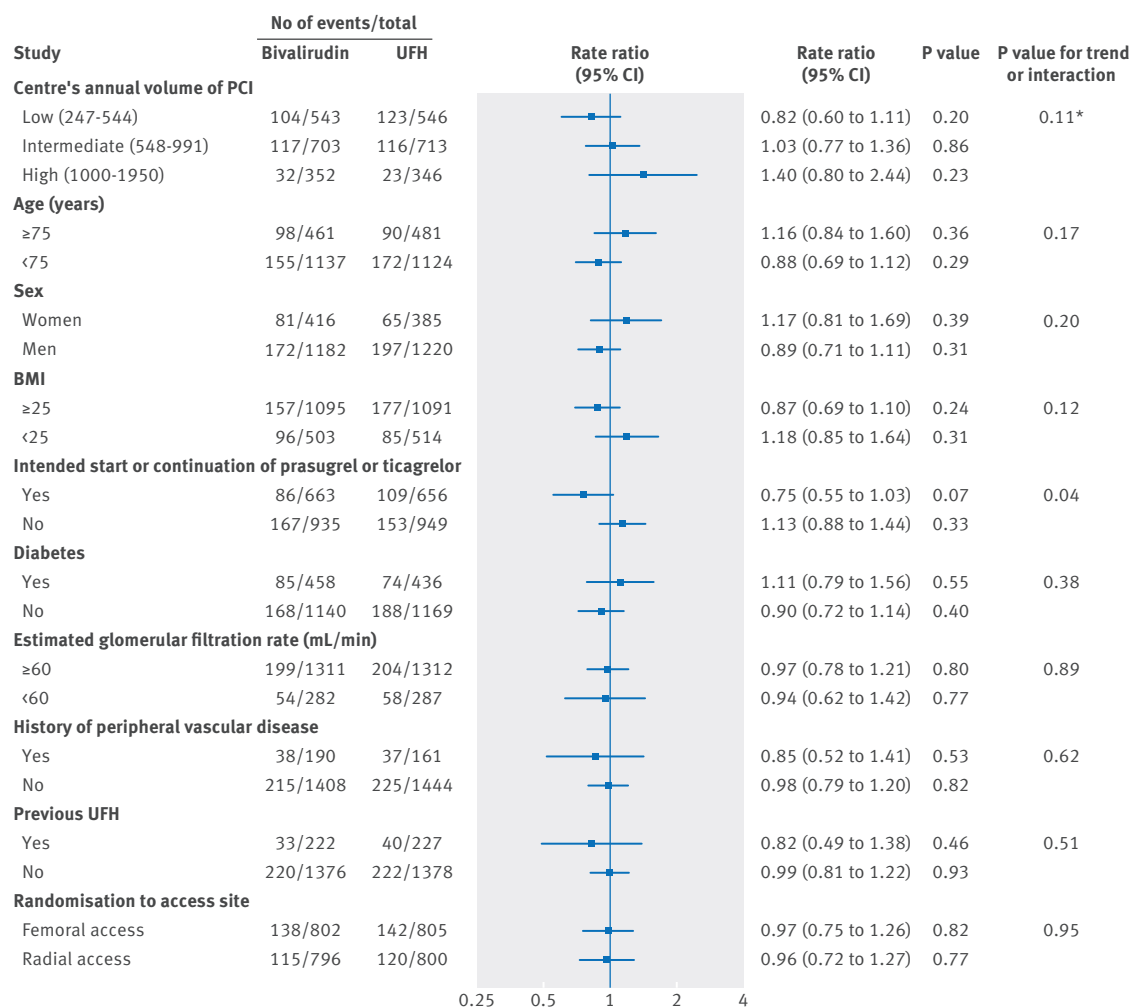 No of events/total
Study Bivalirudin UFH Rate ratio (95% CI) Rate ratio (95% CI) P value P value for trend or interaction
Centre's annual volume of PCI
Low (247-544) 104/543 123/546 0.82 (0.60 to 1.11) 0.20 0.11*
Intermediate (548-991) 117/703 116/713 1.03 (0.77 to 1.36) 0.86
High (1000-1950) 32/352 23/346 1.40 (0.80 to 2.44) 0.23
Age (years)
≥75 98/461 90/481 1.16 (0.84 to 1.60) 0.36 0.17
<75 155/1137 172/1124 0.88 (0.69 to 1.12) 0.29
Sex
Women 81/416 65/385 1.17 (0.81 to 1.69) 0.39 0.20
Men 172/1182 197/1220 0.89 (0.71 to 1.11) 0.31
BMI
≥25 157/1095 177/1091 0.87 (0.69 to 1.10) 0.24 0.12
<25 96/503 85/514 1.18 (0.85 to 1.64) 0.31
Intended start or continuation of prasugrel or ticagrelor
Yes 86/663 109/656 0.75 (0.55 to 1.03) 0.07 0.04
No 167/935 153/949 1.13 (0.88 to 1.44) 0.33
Diabetes
Yes 85/458 74/436 1.11 (0.79 to 1.56) 0.55 0.38
No 168/1140 188/1169 0.90 (0.72 to 1.14) 0.40
Estimated glomerular filtration rate (mL/min)
≥60 199/1311 204/1312 0.97 (0.78 to 1.21) 0.80 0.89
<60 54/282 58/287 0.94 (0.62 to 1.42) 0.77
History of peripheral vascular disease
Yes 38/190 37/161 0.85 (0.52 to 1.41) 0.53 0.62
No 215/1408 225/1444 0.98 (0.79 to 1.20) 0.82
Previous UFH
Yes 33/222 40/227 0.82 (0.49 to 1.38) 0.46 0.51
No 220/1376 222/1378 0.99 (0.81 to 1.22) 0.93
Randomisation to access site
Femoral access 138/802 142/805 0.97 (0.75 to 1.26) 0.82 0.95
Radial access 115/796 120/800 0.96 (0.72 to 1.27) 0.77
0.25 0.5 1 2 4